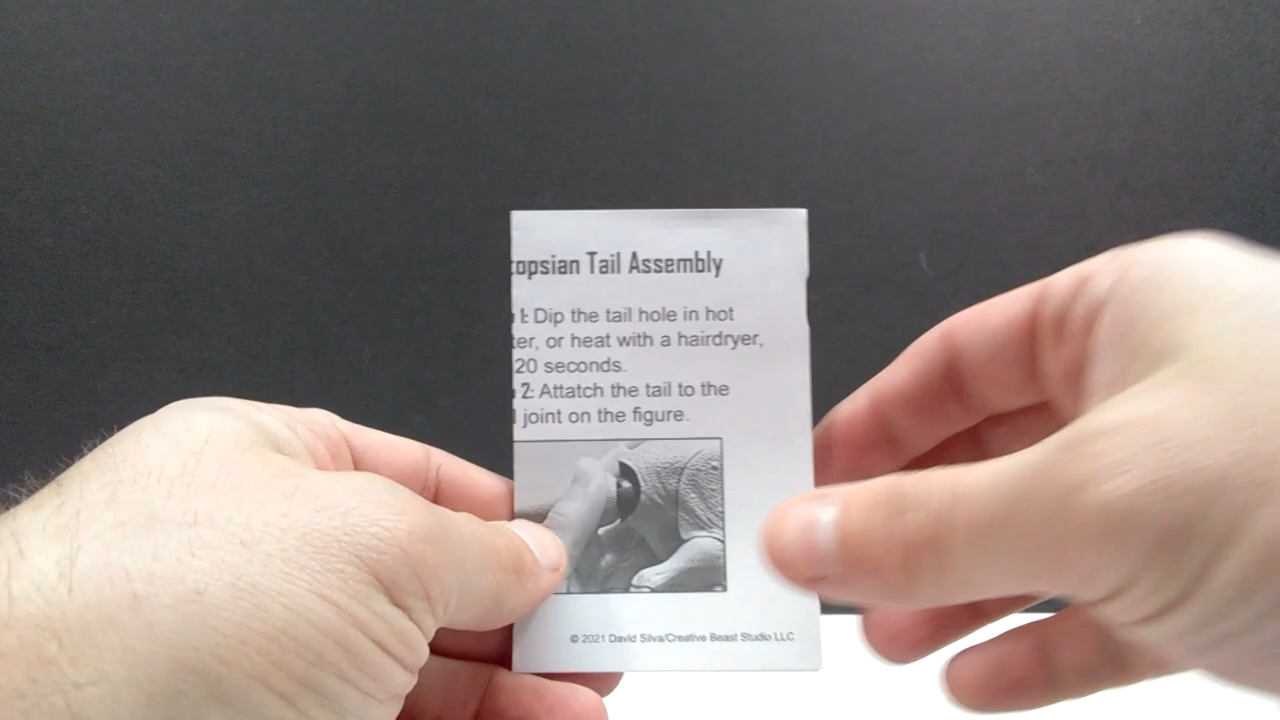 topsian Tail Assembly
1: Dip the tail hole in hot
ter, or heat with a hairdryer,
20 seconds.
2: Attatch the tail to the
joint on the figure.
© 2021 David Silva/Creative Beast Studio LLC